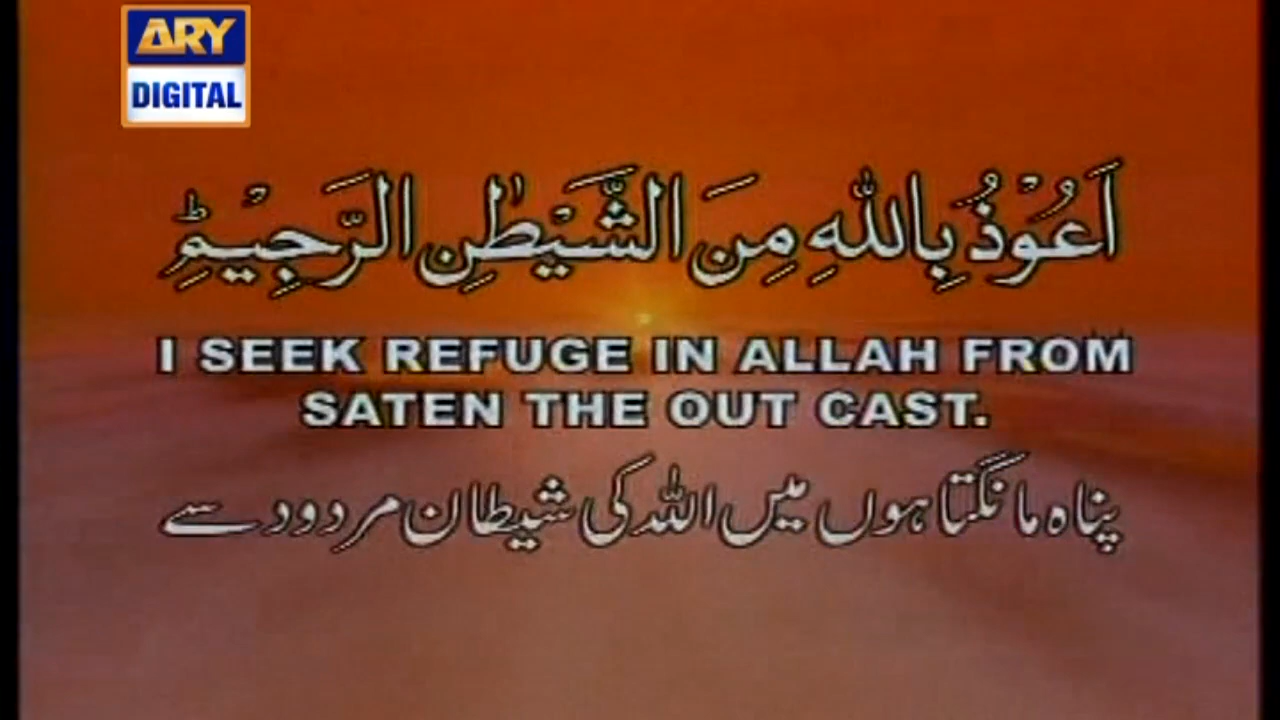 ARY
DIGITAL
اَعُوْذُ بِاللّٰهِ مِنَ الشَّيْطٰنِ الرَّجِيْمِؕ
I SEEK REFUGE IN ALLAH FROM
SATEN THE OUT CAST.
پناہ مانگتا ہوں میں اللہ کی شیطان مردود سے